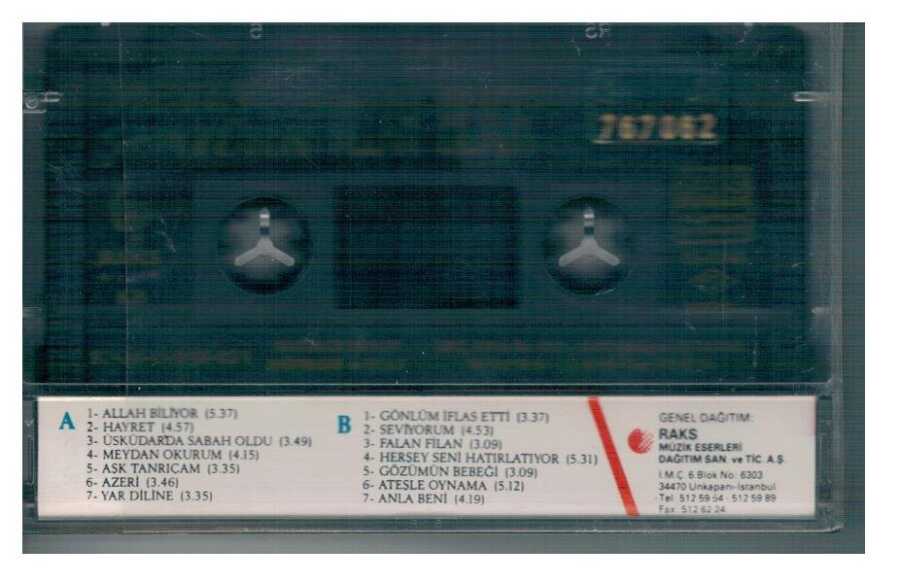 767062
A
1- ALLAH BİLİYOR (5.37)
2- HAYRET (4.57)
3- ÜSKÜDAR'DA SABAH OLDU (3.49)
4- MEYDAN OKURUM (4.15)
5- AŞK TANRIÇAM (3.35)
6- AZERİ (3.46)
7- YAR DİLİNE (3.35)
B
1- GÖNLÜM İFLAS ETTİ (3.37)
2- SEVİYORUM (4.53)
3- FALAN FİLAN (3.09)
4- HERŞEY SENİ HATIRLATIYOR (5.31)
5- GÖZÜMÜN BEBEĞİ (3.09)
6- ATEŞLE OYNAMA (5.12)
7- ANLA BENİ (4.19)
GENEL DAĞITIM:
RAKS
MÜZİK ESERLERİ
DAĞITIM SAN. ve TİC. A.Ş.
İ.M.Ç. 6.Blok No: 6303
34470 Unkapanı-İstanbul
Tel: 512 59 54 - 512 59 89
Fax: 512 62 24